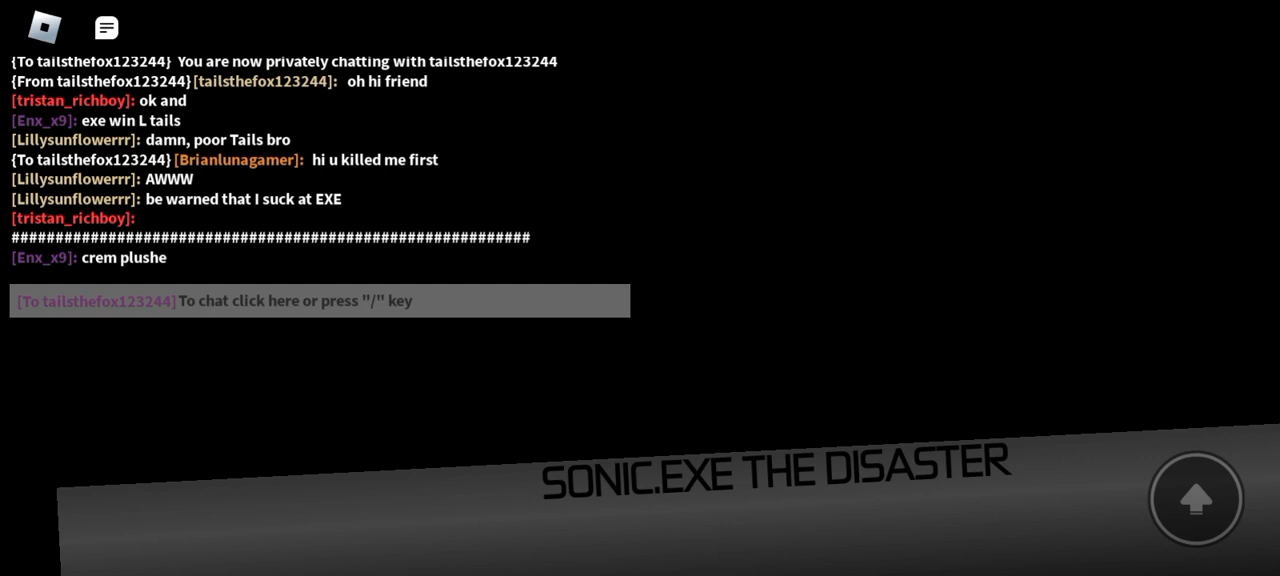 {To tailsthefox123244} You are now privately chatting with tailsthefox123244
{From tailsthefox123244}[tailsthefox123244]: oh hi friend
[tristan_richboy]: ok and
[Enx_x9]: exe win L tails
[Lillysunflowerrr]: damn, poor Tails bro
{To tailsthefox123244}[Brianlunagamer]: hi u killed me first
[Lillysunflowerrr]: AWWW
[Lillysunflowerrr]: be warned that I suck at EXE
[tristan_richboy]:
###########################################################
[Enx_x9]: crem plushe
[To tailsthefox123244] To chat click here or press "/" key
SONIC.EXE THE DISASTER